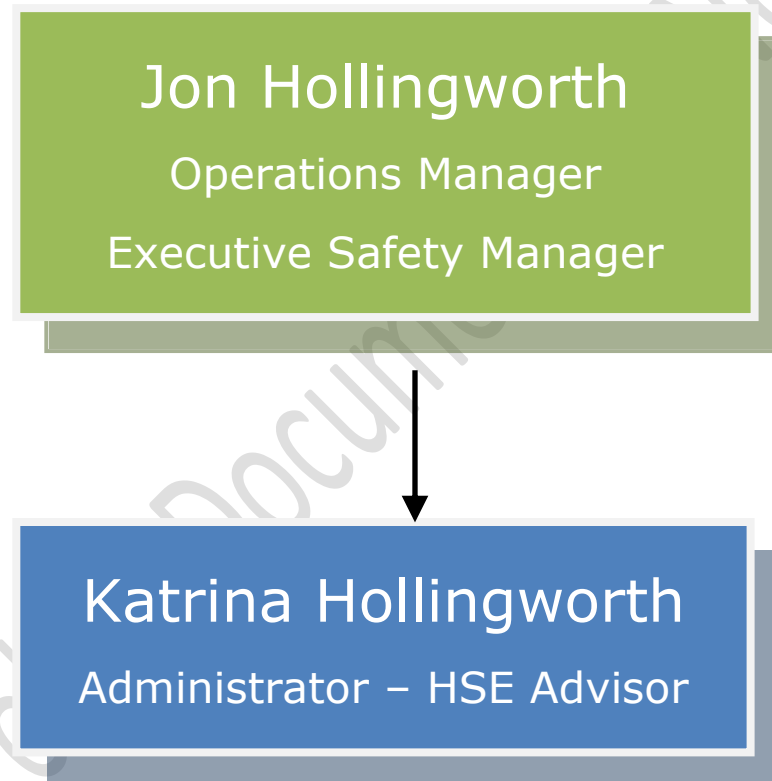 Jon Hollingworth
Operations Manager
Executive Safety Manager
Katrina Hollingworth
Administrator – HSE Advisor